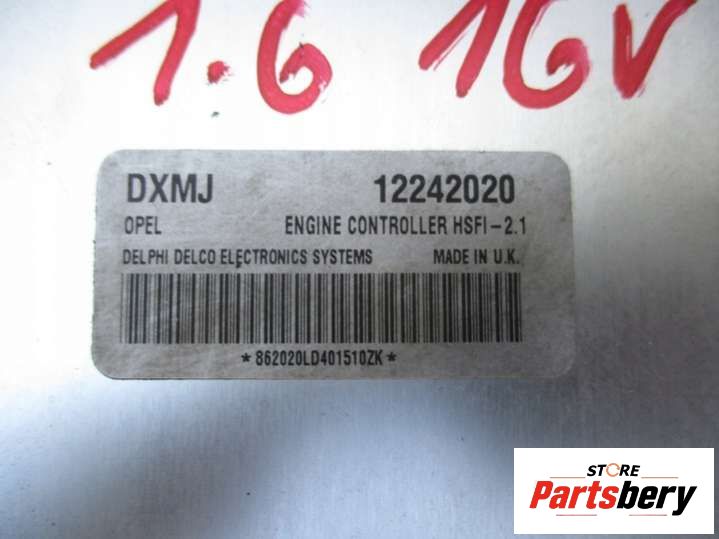 1.6 16V
DXMJ 12242020
OPEL ENGINE CONTROLLER HSFI-2.1
DELPHI DELCO ELECTRONICS SYSTEMS MADE IN U.K.
*862020LD401510ZK*
STORE
Partsbery